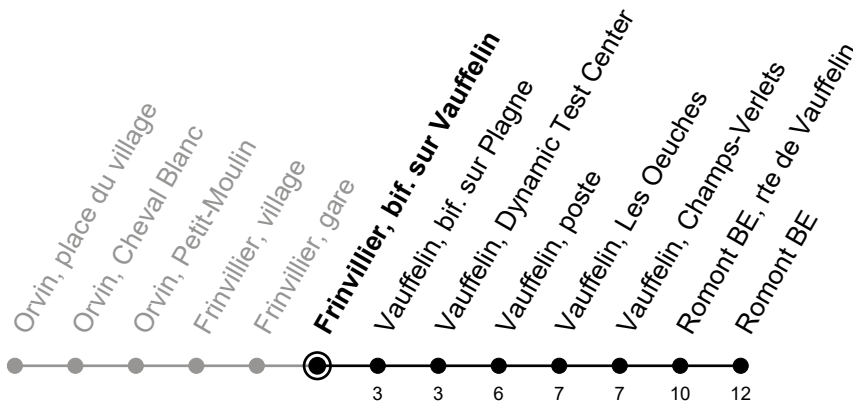 Orvin, place du village
Orvin, Cheval Blanc
Orvin, Petit-Moulin
Frinvillier, village
Frinvillier, gare
Frinvillier, bif. sur Vauffelin
Vauffelin, bif. sur Plagne
Vauffelin, Dynamic Test Center
Vauffelin, poste
Vauffelin, Les Oeuches
Vauffelin, Champs-Verlets
Romont BE, rte de Vauffelin
Romont BE
3 3 6 7 7 10 12